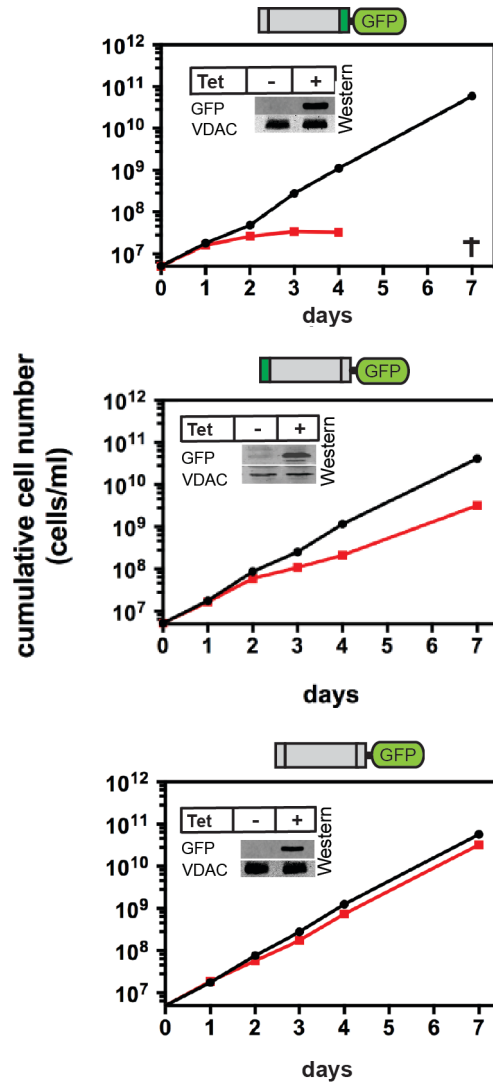 GFP
10¹²
10¹¹
10¹⁰
10⁹
10⁸
10⁷
Tet - +
GFP
VDAC
Western
†
0 1 2 3 4 5 6 7
days
GFP
10¹²
10¹¹
10¹⁰
10⁹
10⁸
10⁷
Tet - +
GFP
VDAC
Western
0 1 2 3 4 5 6 7
days
cumulative cell number
(cells/ml)
GFP
10¹²
10¹¹
10¹⁰
10⁹
10⁸
10⁷
Tet - +
GFP
VDAC
Western
0 1 2 3 4 5 6 7
days